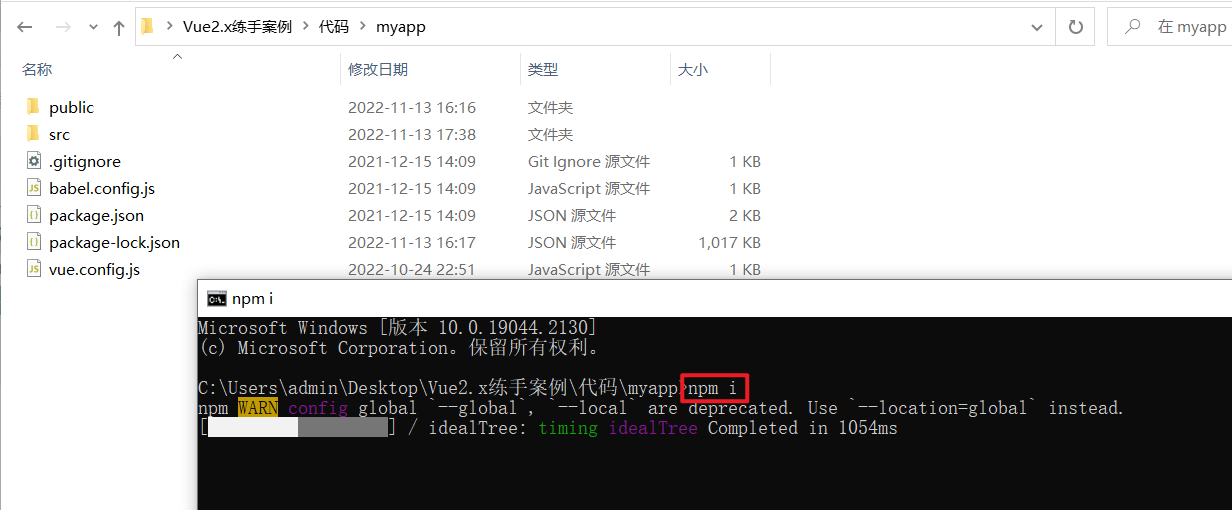 Vue2.x练手案例 > 代码 > myapp
在 myapp
名称 修改日期 类型 大小
public 2022-11-13 16:16 文件夹
src 2022-11-13 17:38 文件夹
.gitignore 2021-12-15 14:09 Git Ignore 源文件 1 KB
babel.config.js 2021-12-15 14:09 JavaScript 源文件 1 KB
package.json 2021-12-15 14:09 JSON 源文件 2 KB
package-lock.json 2022-11-13 16:17 JSON 源文件 1,017 KB
vue.config.js 2022-10-24 22:51 JavaScript 源文件 1 KB
npm i
Microsoft Windows [版本 10.0.19044.2130]
(c) Microsoft Corporation。保留所有权利。
C:\Users\admin\Desktop\Vue2.x练手案例\代码\myapp>npm i
npm WARN config global `--global`, `--local` are deprecated. Use `--location=global` instead.
[ ] / idealTree: timing idealTree Completed in 1054ms